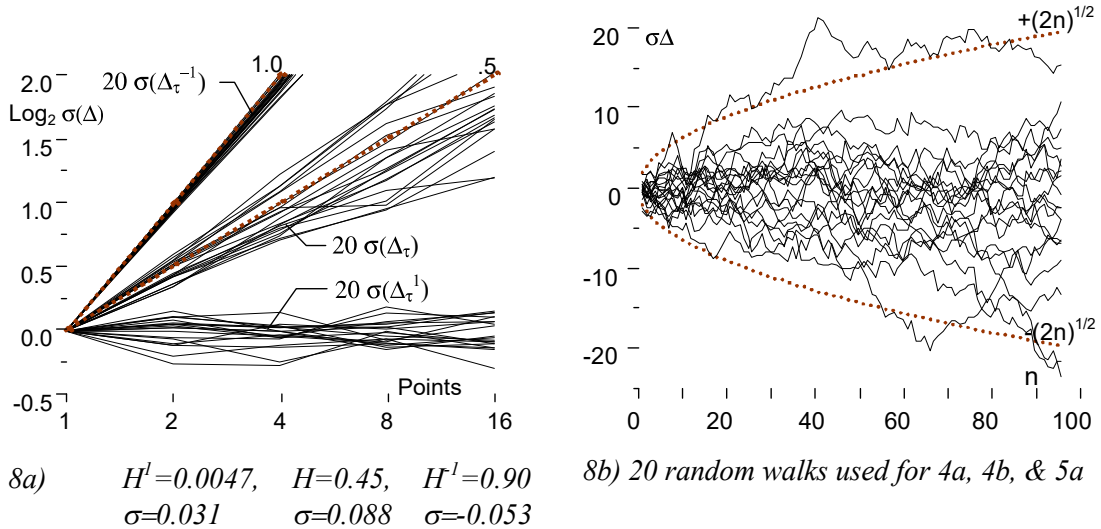 2.0
20 σ(Δτ⁻¹)
1.0
.5
Log₂ σ(Δ)
1.5
1.0
0.5
20 σ(Δτ)
20 σ(Δτ¹)
0.0
Points
-0.5
1 2 4 8 16
8a) H¹=0.0047, H=0.45, H⁻¹=0.90
σ=0.031 σ=0.088 σ=-0.053
+(2n)¹/²
20
σΔ
10
0
-10
-(2n)¹/²
-20
n
0 20 40 60 80 100
8b) 20 random walks used for 4a, 4b, & 5a